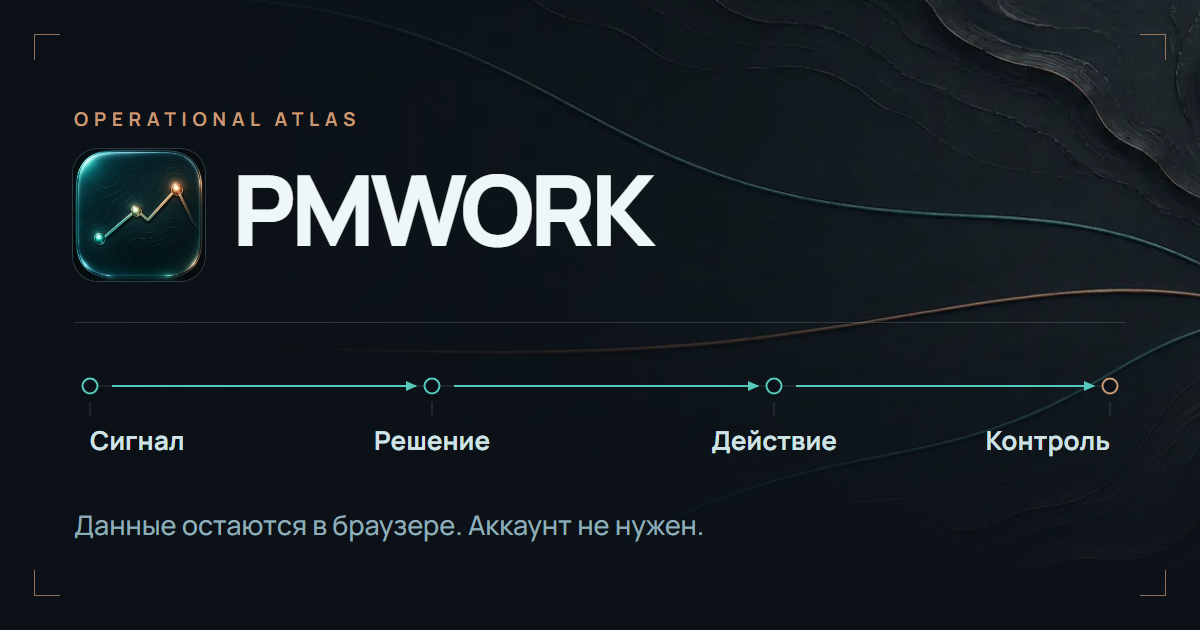 OPERATIONAL ATLAS
PMWORK
Сигнал Решение Действие Контроль
Данные остаются в браузере. Аккаунт не нужен.